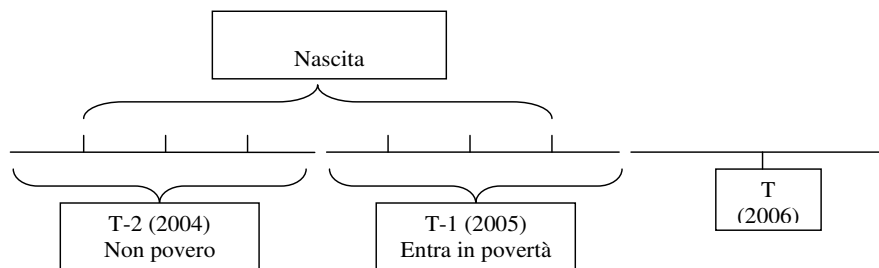 Nascita
T-2 (2004)
Non povero
T-1 (2005)
Entra in povertà
T
(2006)